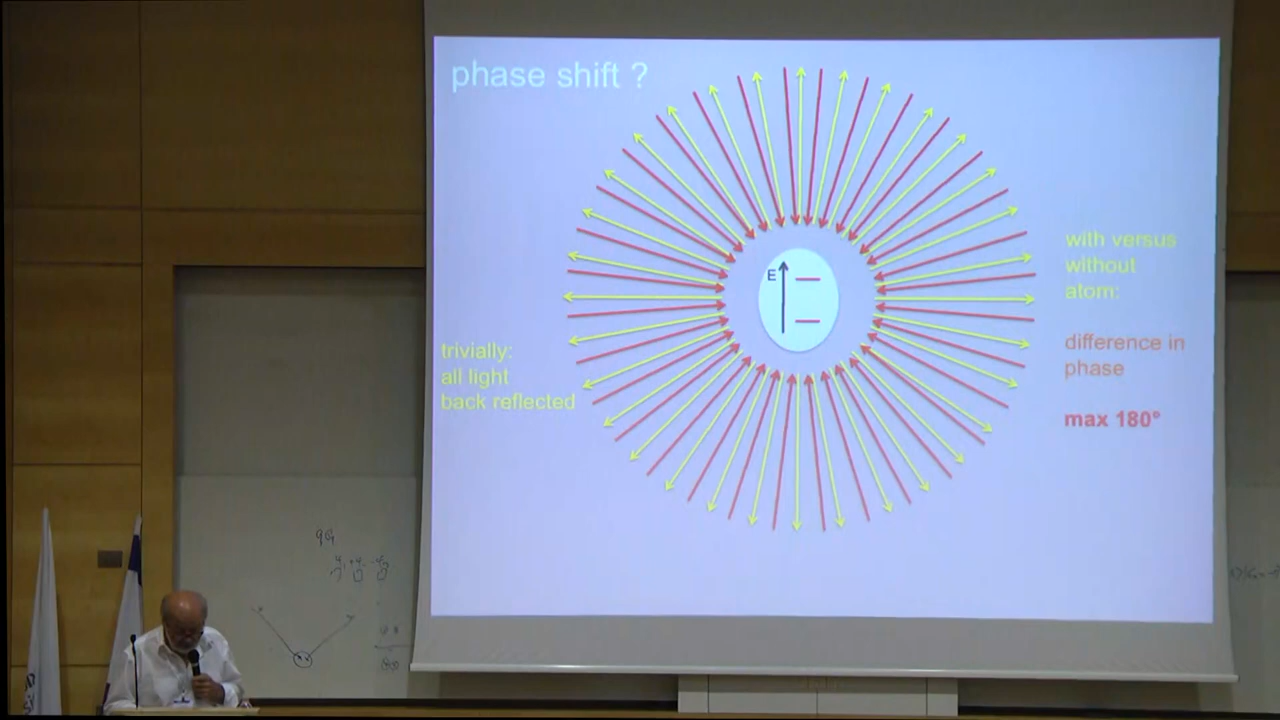 phase shift ?
with versus
without
atom:
difference in
phase
max 180°
E
trivially:
all light
back reflected